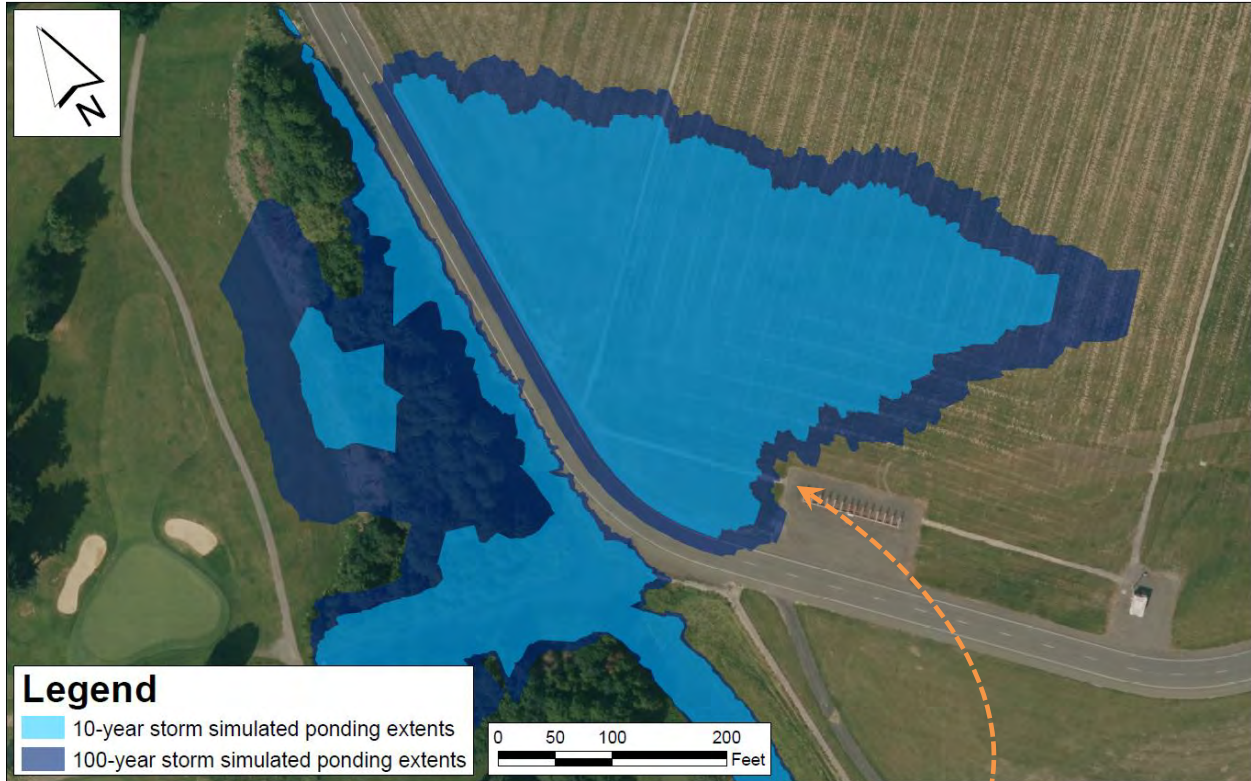 N
Legend
10-year storm simulated ponding extents
100-year storm simulated ponding extents
0 50 100 200
Feet